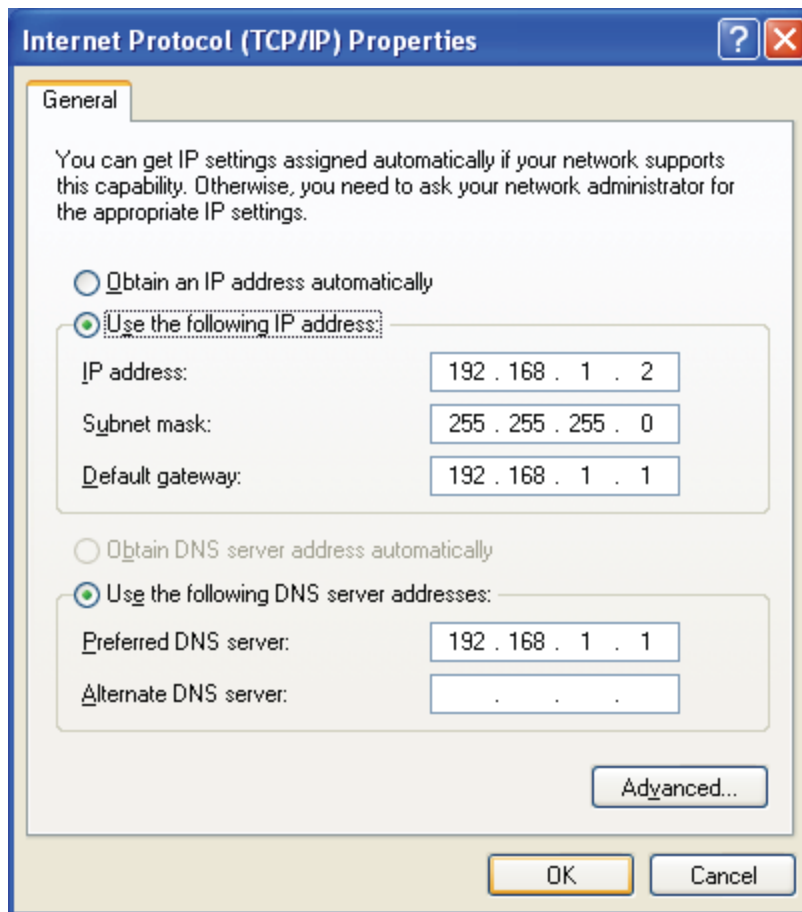 Internet Protocol (TCP/IP) Properties
General
You can get IP settings assigned automatically if your network supports
this capability. Otherwise, you need to ask your network administrator for
the appropriate IP settings.
Obtain an IP address automatically
Use the following IP address:
IP address: 192 . 168 . 1 . 2
Subnet mask: 255 . 255 . 255 . 0
Default gateway: 192 . 168 . 1 . 1
Obtain DNS server address automatically
Use the following DNS server addresses:
Preferred DNS server: 192 . 168 . 1 . 1
Alternate DNS server: . . .
Advanced...
OK Cancel